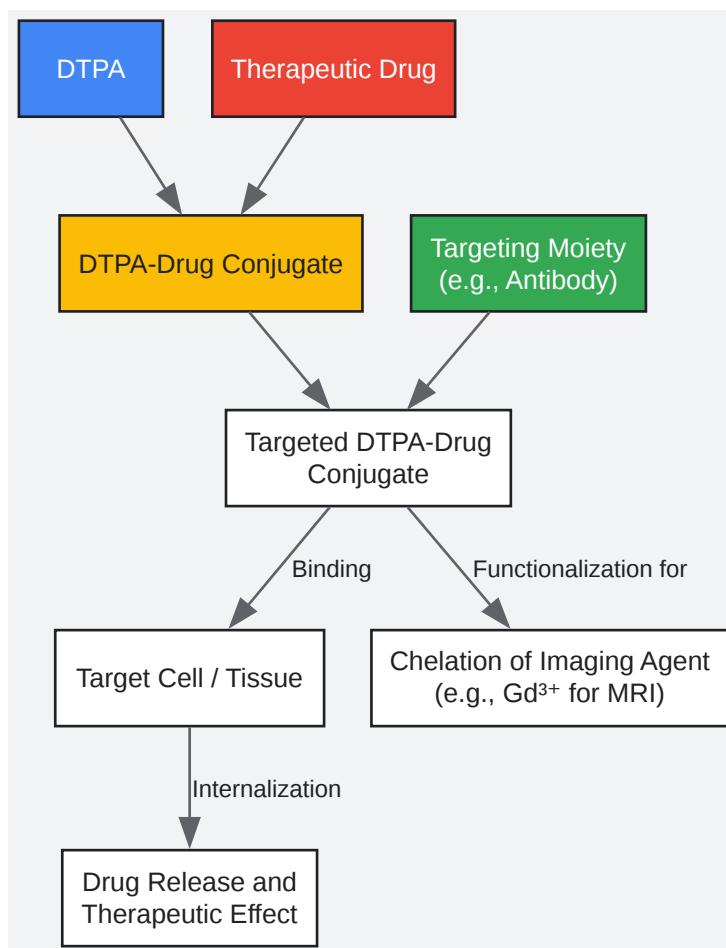 DTPA
Therapeutic Drug
DTPA-Drug Conjugate
Targeting Moiety
(e.g., Antibody)
Targeted DTPA-Drug
Conjugate
Binding
Functionalization for
Target Cell / Tissue
Chelation of Imaging Agent
(e.g., Gd³⁺ for MRI)
Internalization
Drug Release and
Therapeutic Effect